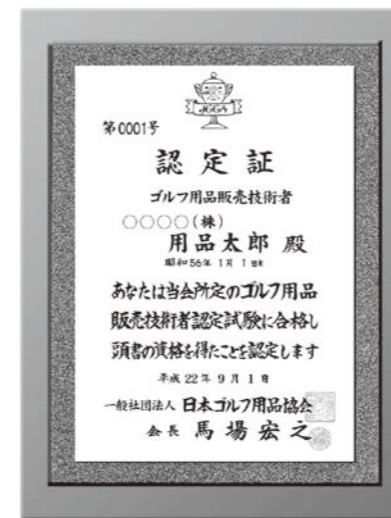 JGGA
第0001号
認定証
ゴルフ用品販売技術者
○○○○(株)
用品太郎 殿
昭和56年 1月 1日生
あなたは当会所定のゴルフ用品
販売技術者認定試験に合格し
頭書の資格を得たことを認定します
平成 22年 9月 1日
一般社団法人 日本ゴルフ用品協会
会長 馬場宏之